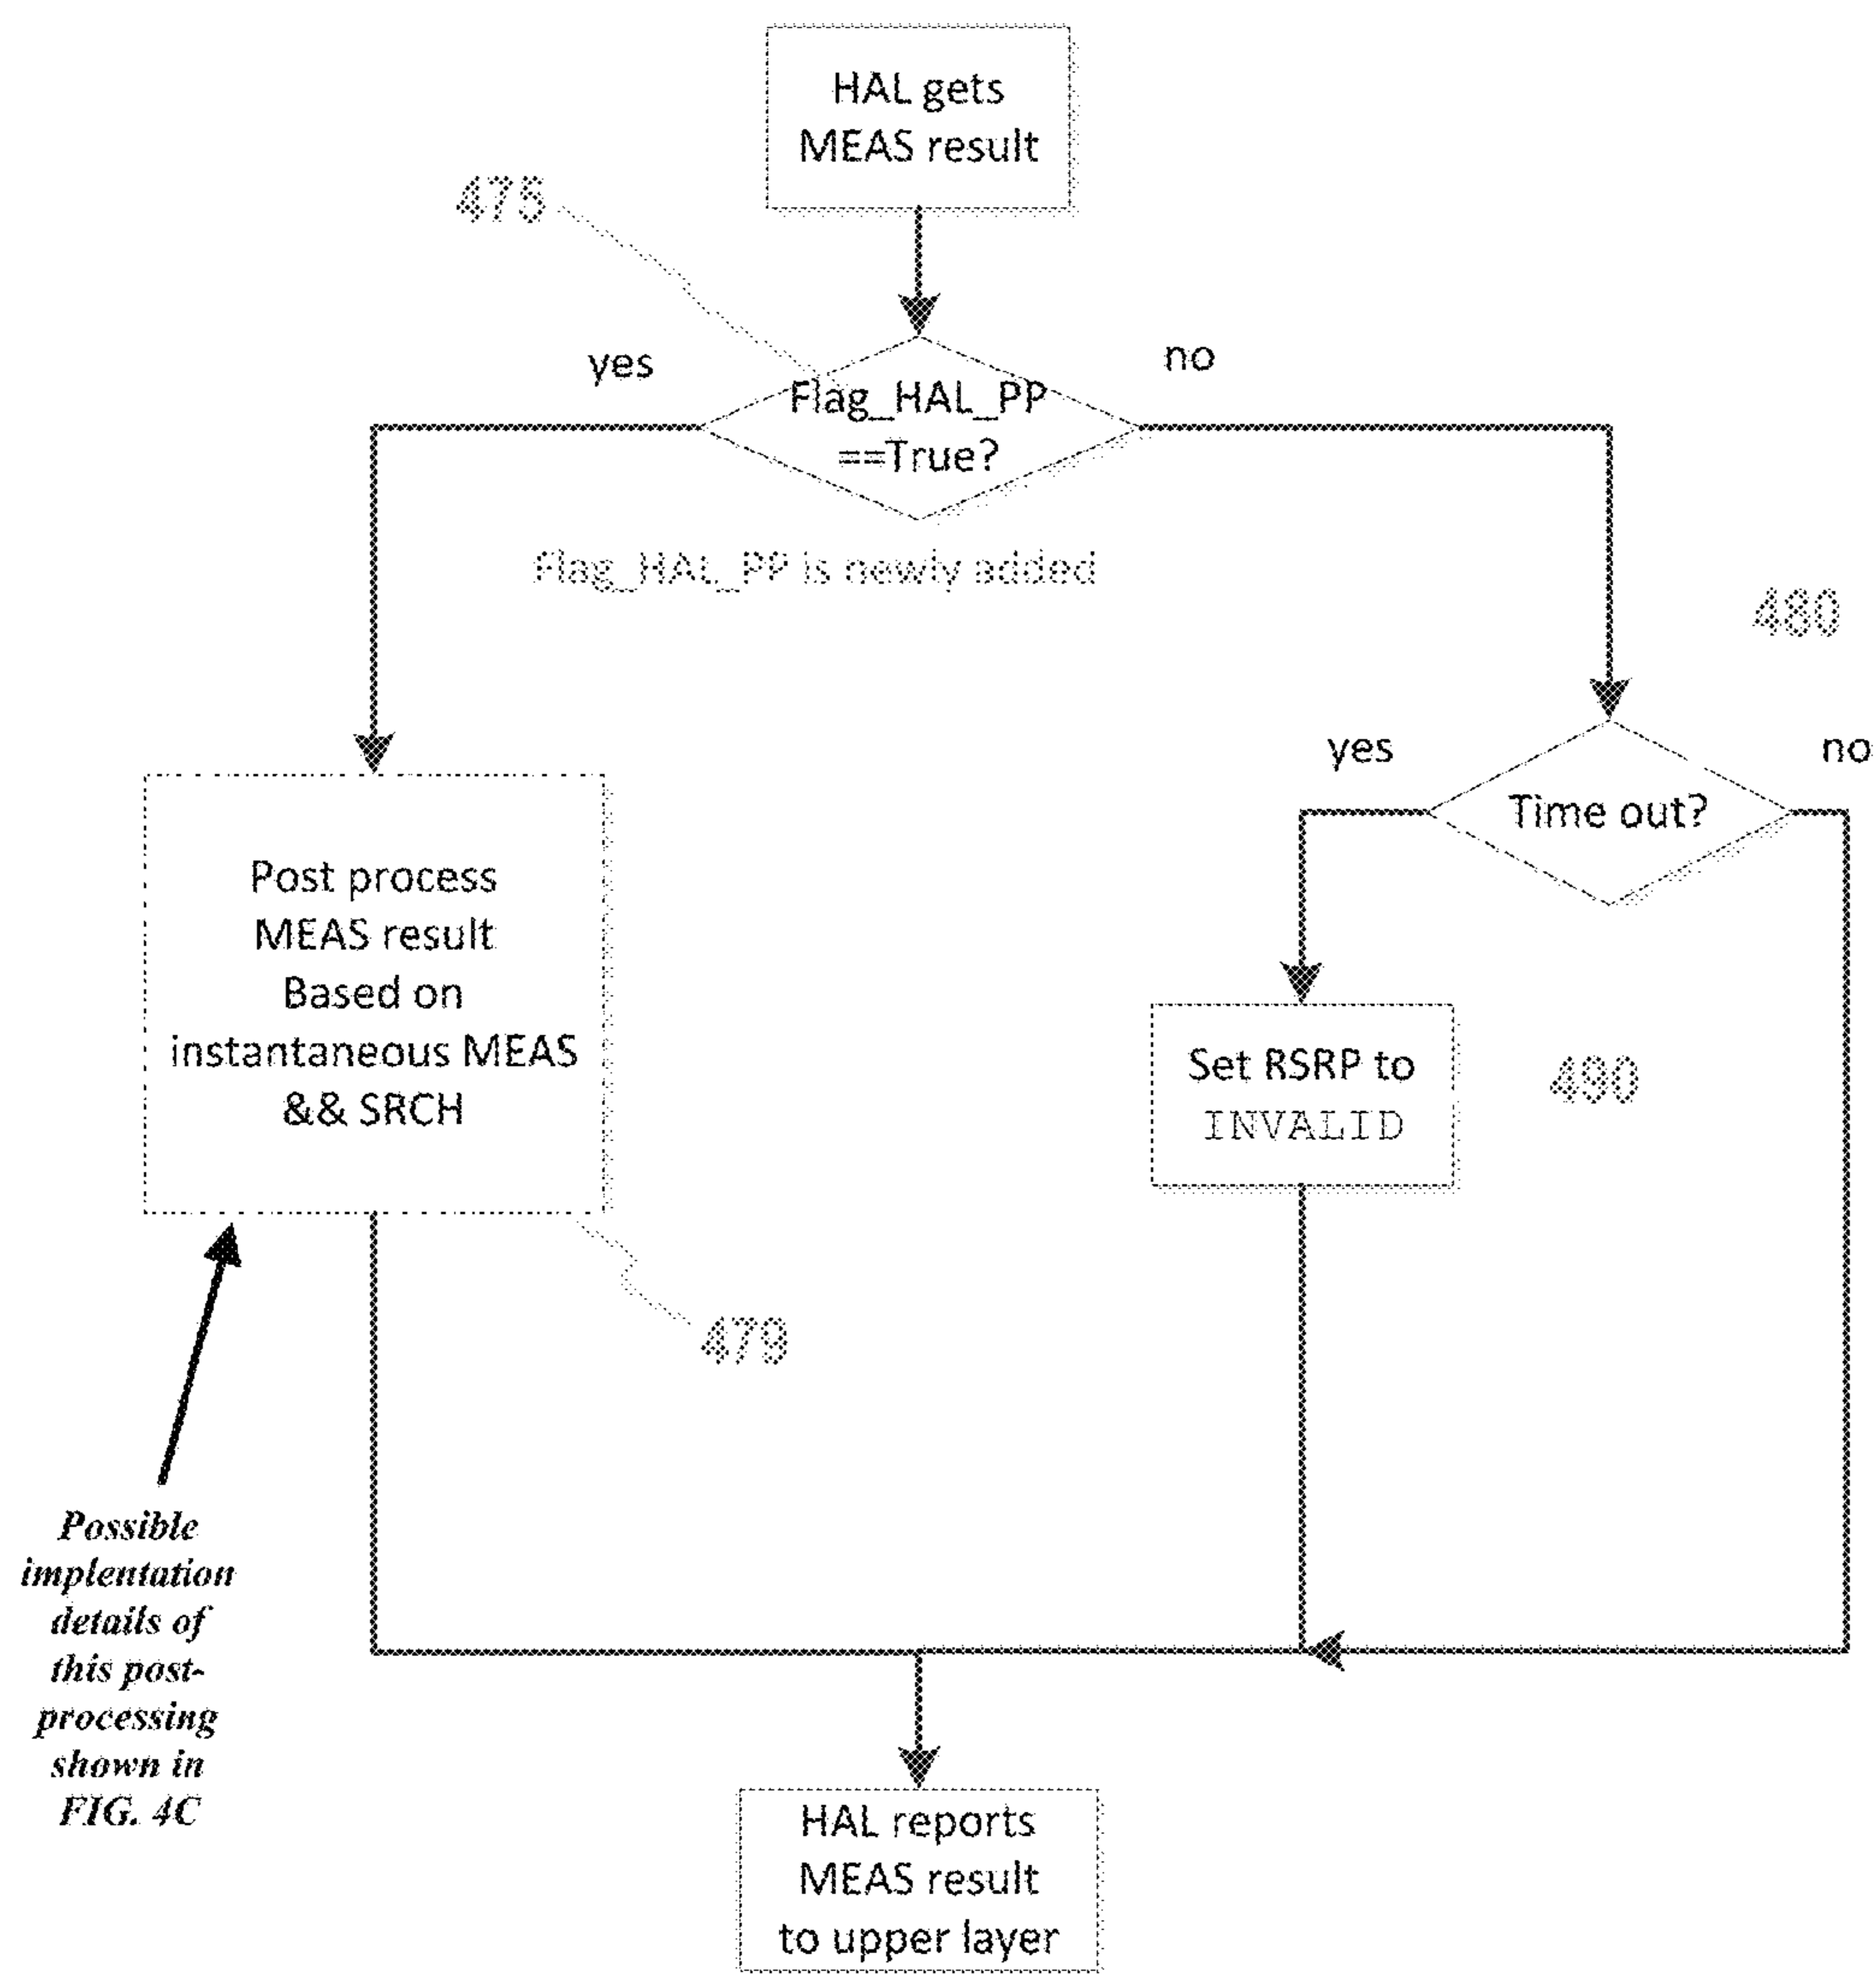 HAL gets
MEAS result
475
yes
no
Flag_HAL_PP
==True?
Flag_HAL_PP is newly added
480
yes
no
Time out?
Post process
MEAS result
Based on
instantaneous MEAS
&& SRCH
Set RSRP to
INVALID
490
479
Possible
implentation
details of
this post-
processing
shown in
FIG. 4C
HAL reports
MEAS result
to upper layer